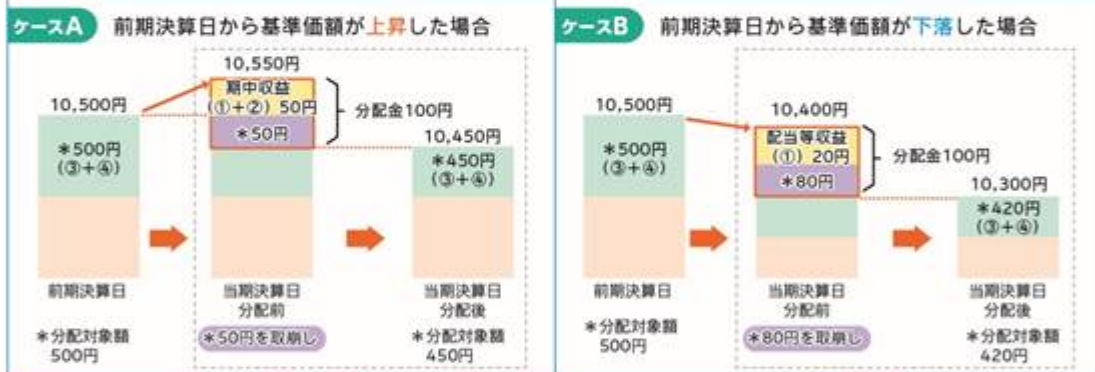 ケースA 前期決算日から基準価額が上昇した場合
10,550円
期中収益
(①+②) 50円
*50円
分配金100円
10,500円
*500円
(③+④)
10,450円
*450円
(③+④)
前期決算日
当期決算日
分配前
当期決算日
分配後
*分配対象額
500円
*50円を取崩し
*分配対象額
450円
ケースB 前期決算日から基準価額が下落した場合
10,500円
*500円
(③+④)
10,400円
配当等収益
(①) 20円
*80円
分配金100円
10,300円
*420円
(③+④)
前期決算日
当期決算日
分配前
当期決算日
分配後
*分配対象額
500円
*80円を取崩し
*分配対象額
420円